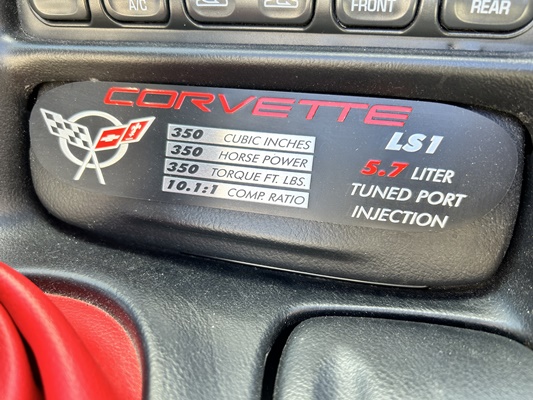 A/C
FRONT
REAR
CORVETTE
350 CUBIC INCHES
350 HORSE POWER
350 TORQUE FT. LBS.
10.1:1 COMP. RATIO
LS1
5.7 LITER
TUNED PORT
INJECTION